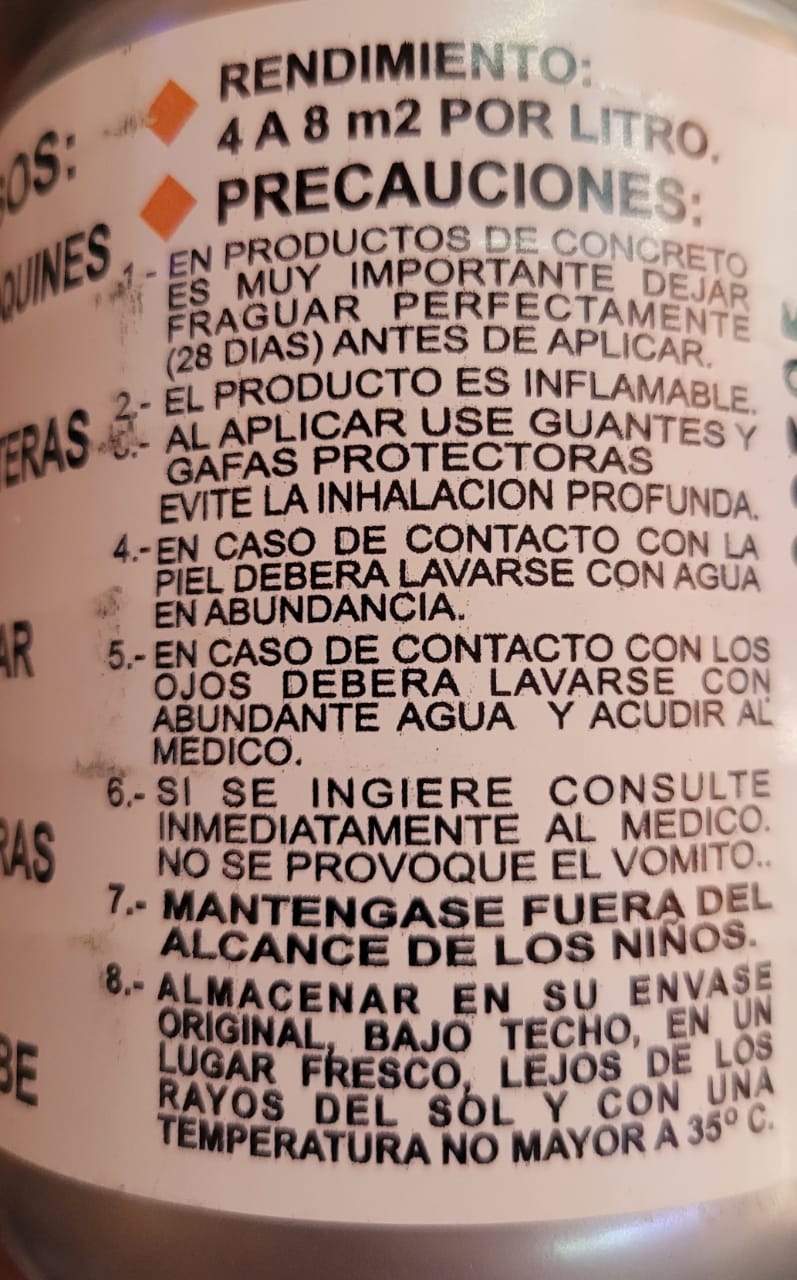 RENDIMIENTO:
4 A 8 m2 POR LITRO.
PRECAUCIONES:
1.- EN PRODUCTOS DE CONCRETO
ES MUY IMPORTANTE DEJAR
FRAGUAR PERFECTAMENTE
(28 DIAS) ANTES DE APLICAR.
2.- EL PRODUCTO ES INFLAMABLE.
3.- AL APLICAR USE GUANTES Y
GAFAS PROTECTORAS
EVITE LA INHALACION PROFUNDA.
4.- EN CASO DE CONTACTO CON LA
PIEL DEBERA LAVARSE CON AGUA
EN ABUNDANCIA.
5.- EN CASO DE CONTACTO CON LOS
OJOS DEBERA LAVARSE CON
ABUNDANTE AGUA Y ACUDIR AL
MEDICO.
6.- SI SE INGIERE CONSULTE
INMEDIATAMENTE AL MEDICO.
NO SE PROVOQUE EL VOMITO..
7.- MANTENGASE FUERA DEL
ALCANCE DE LOS NIÑOS.
8.- ALMACENAR EN SU ENVASE
ORIGINAL, BAJO TECHO, EN UN
LUGAR FRESCO, LEJOS DE LOS
RAYOS DEL SOL Y CON UNA
TEMPERATURA NO MAYOR A 35º C.